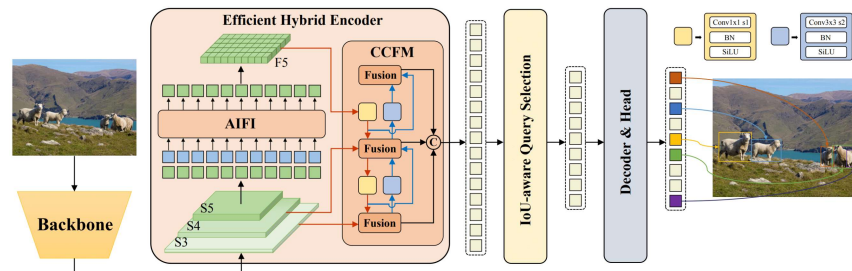 Efficient Hybrid Encoder
CCFM
F5
Fusion
AIFI
Fusion
C
S5
S4
S3
Fusion
Backbone
IoU-aware Query Selection
Decoder & Head
Conv1x1 s1
BN
SiLU
Conv3x3 s2
BN
SiLU